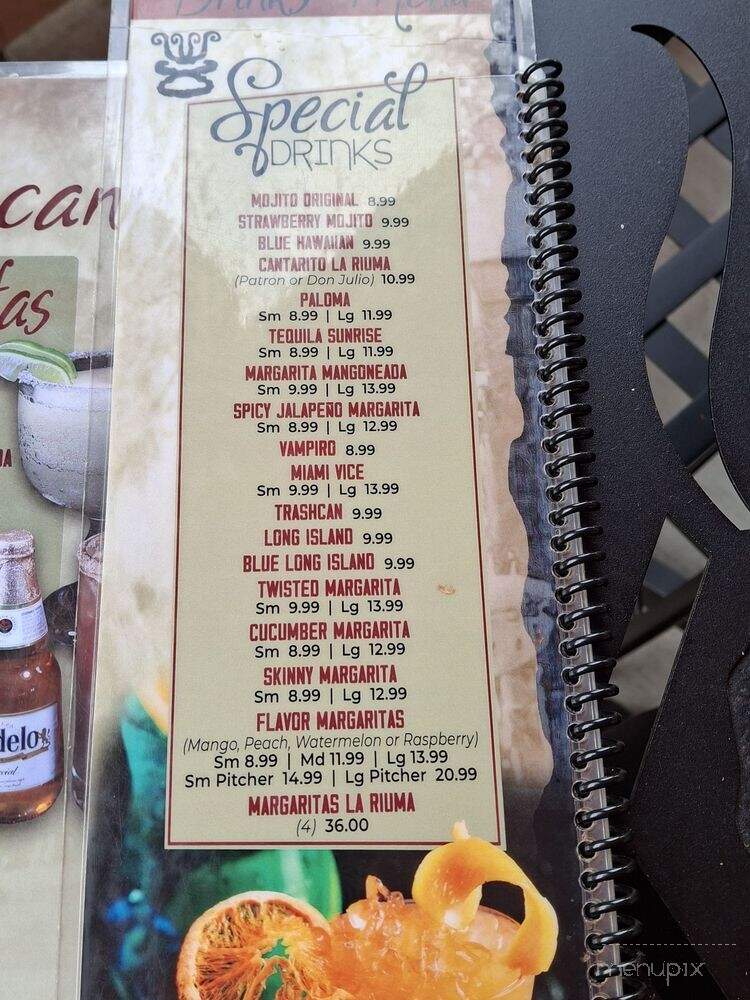 Drinks Menu
Special
DRINKS
MOJITO ORIGINAL 8.99
STRAWBERRY MOJITO 9.99
BLUE HAWAIIAN 9.99
CANTARITO LA RIUMA
(Patron or Don Julio) 10.99
PALOMA
Sm 8.99 | Lg 11.99
TEQUILA SUNRISE
Sm 8.99 | Lg 11.99
MARGARITA MANGONEADA
Sm 9.99 | Lg 13.99
SPICY JALAPEÑO MARGARITA
Sm 8.99 | Lg 12.99
VAMPIRO 8.99
MIAMI VICE
Sm 9.99 | Lg 13.99
TRASHCAN 9.99
LONG ISLAND 9.99
BLUE LONG ISLAND 9.99
TWISTED MARGARITA
Sm 9.99 | Lg 13.99
CUCUMBER MARGARITA
Sm 8.99 | Lg 12.99
SKINNY MARGARITA
Sm 8.99 | Lg 12.99
FLAVOR MARGARITAS
(Mango, Peach, Watermelon or Raspberry)
Sm 8.99 | Md 11.99 | Lg 13.99
Sm Pitcher 14.99 | Lg Pitcher 20.99
MARGARITAS LA RIUMA
(4) 36.00
can
as
DA
delo
menupix